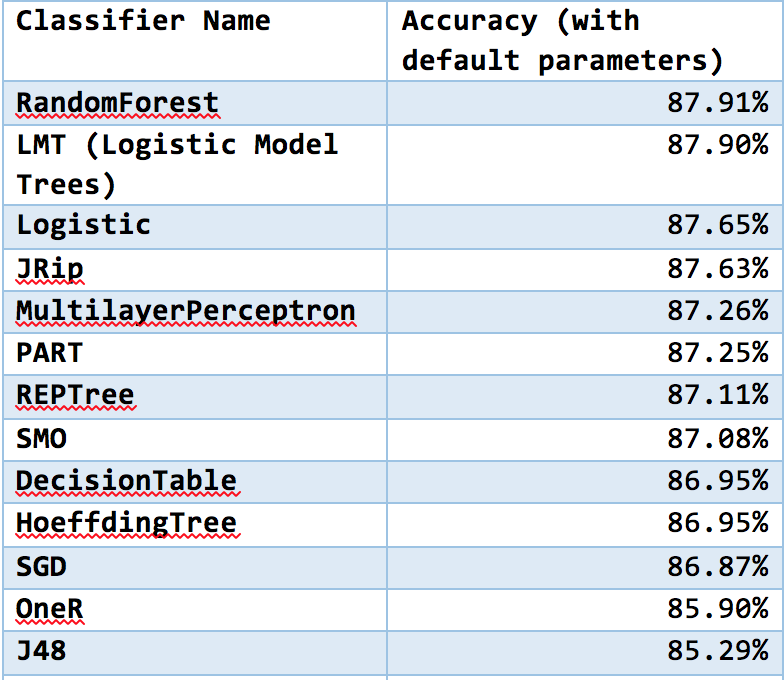 Classifier Name
Accuracy (with
default parameters)
RandomForest 87.91%
LMT (Logistic Model
Trees) 87.90%
Logistic 87.65%
JRip 87.63%
MultilayerPerceptron 87.26%
PART 87.25%
REPTree 87.11%
SMO 87.08%
DecisionTable 86.95%
HoeffdingTree 86.95%
SGD 86.87%
OneR 85.90%
J48 85.29%